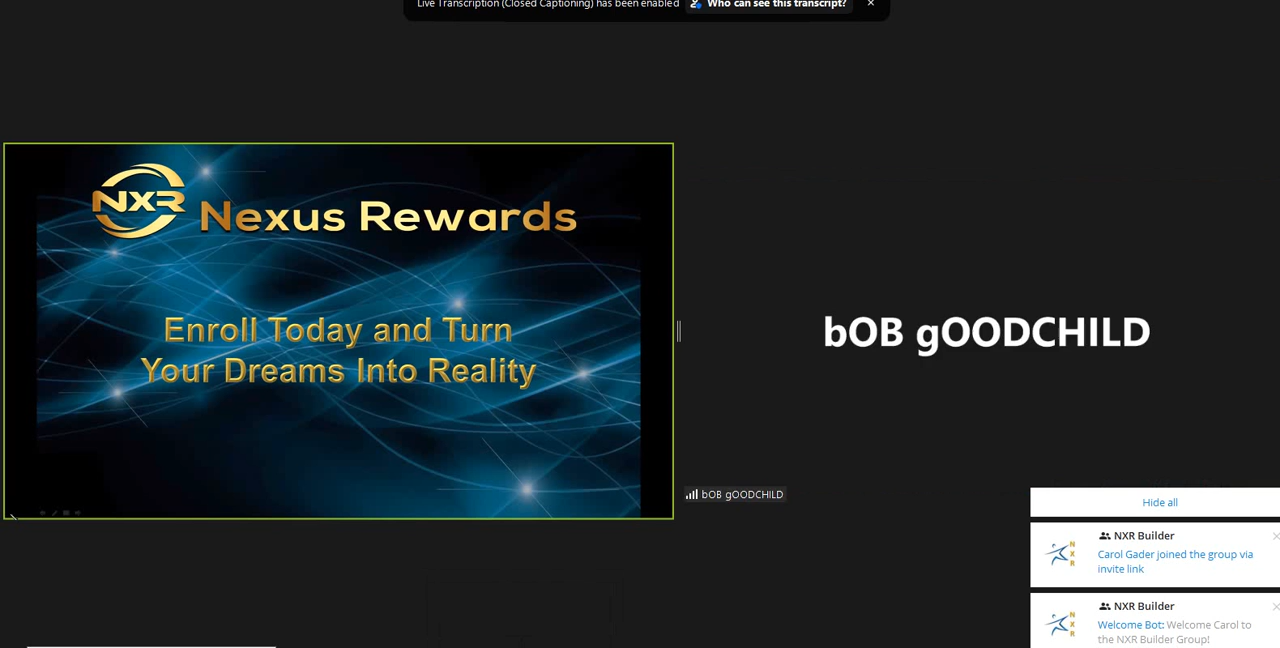 Live Transcription (Closed Captioning) has been enabled Who can see this transcript?
NXR Nexus Rewards
Enroll Today and Turn
Your Dreams Into Reality
bOB gOODCHILD
bOB gOODCHILD
Hide all
NXR Builder
Carol Gader joined the group via
invite link
N
X
R
NXR Builder
Welcome Bot: Welcome Carol to
the NXR Builder Group!
N
X
R